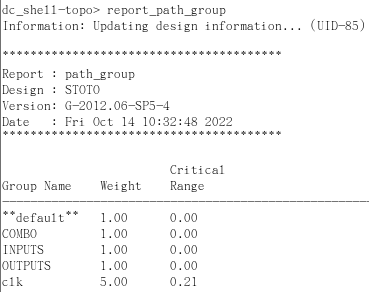 dc_shell-topo> report_path_group
Information: Updating design information... (UID-85)
****************************************
Report : path_group
Design : STOTO
Version: G-2012.06-SP5-4
Date   : Fri Oct 14 10:32:48 2022
****************************************
Critical
Group Name    Weight    Range
**default**   1.00      0.00
COMBO         1.00      0.00
INPUTS        1.00      0.00
OUTPUTS       1.00      0.00
clk           5.00      0.21